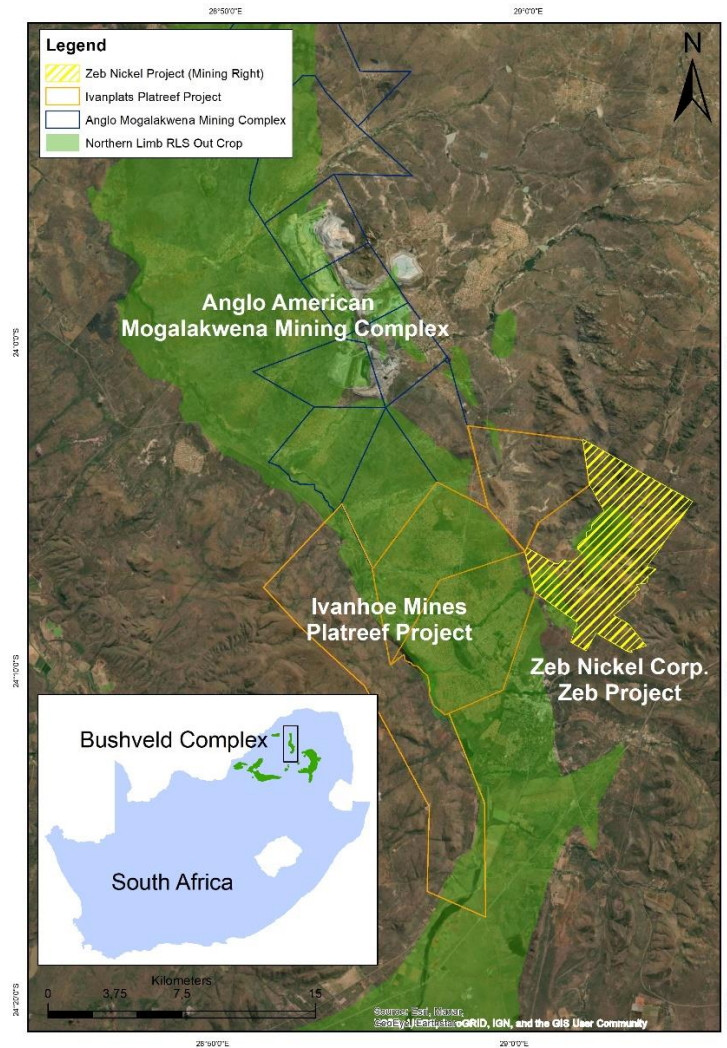 28°50'0"E
29°0'0"E
Legend
Zeb Nickel Project (Mining Right)
Ivanplats Platreef Project
Anglo Mogalakwena Mining Complex
Northern Limb RLS Out Crop
N
24°0'0"S
Anglo American
Mogalakwena Mining Complex
Ivanhoe Mines
Platreef Project
Zeb Nickel Corp.
Zeb Project
24°10'0"S
Bushveld Complex
South Africa
Kilometers
0 3,75 7,5 15
24°20'0"S
Source: Esri, Maxar,
GRID, IGN, and the GIS User Community
28°50'0"E
29°0'0"E